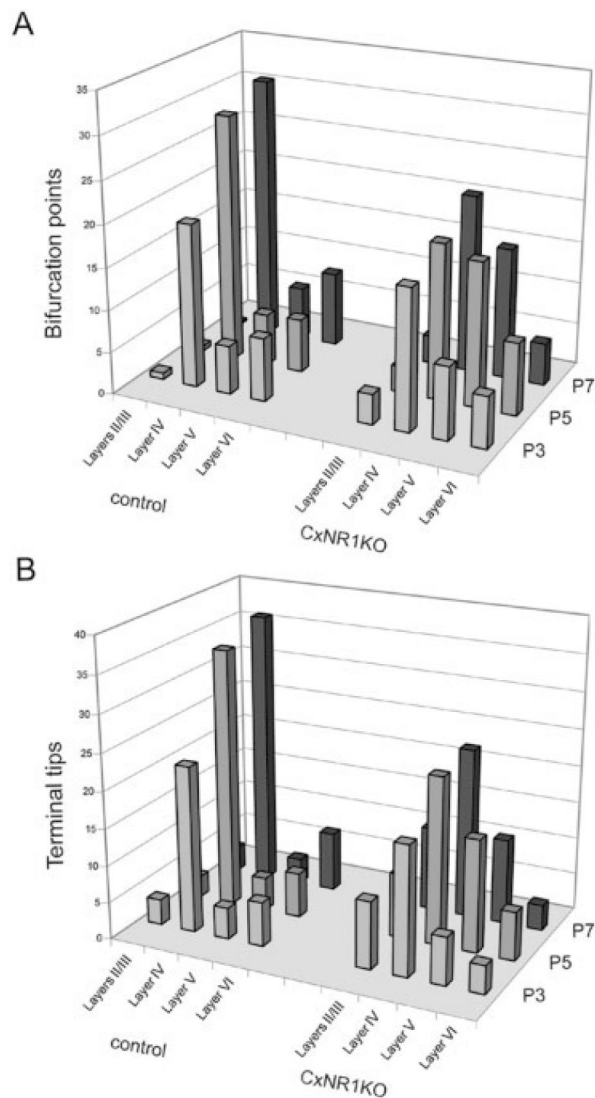 A
35
30
25
20
15
10
5
0
Bifurcation points
Layers II/III
Layer IV
Layer V
Layer VI
Layers II/III
Layer IV
Layer V
Layer VI
control
CxNR1KO
P3
P5
P7
B
40
35
30
25
20
15
10
5
0
Terminal tips
Layers II/III
Layer IV
Layer V
Layer VI
Layers II/III
Layer IV
Layer V
Layer VI
control
CxNR1KO
P3
P5
P7